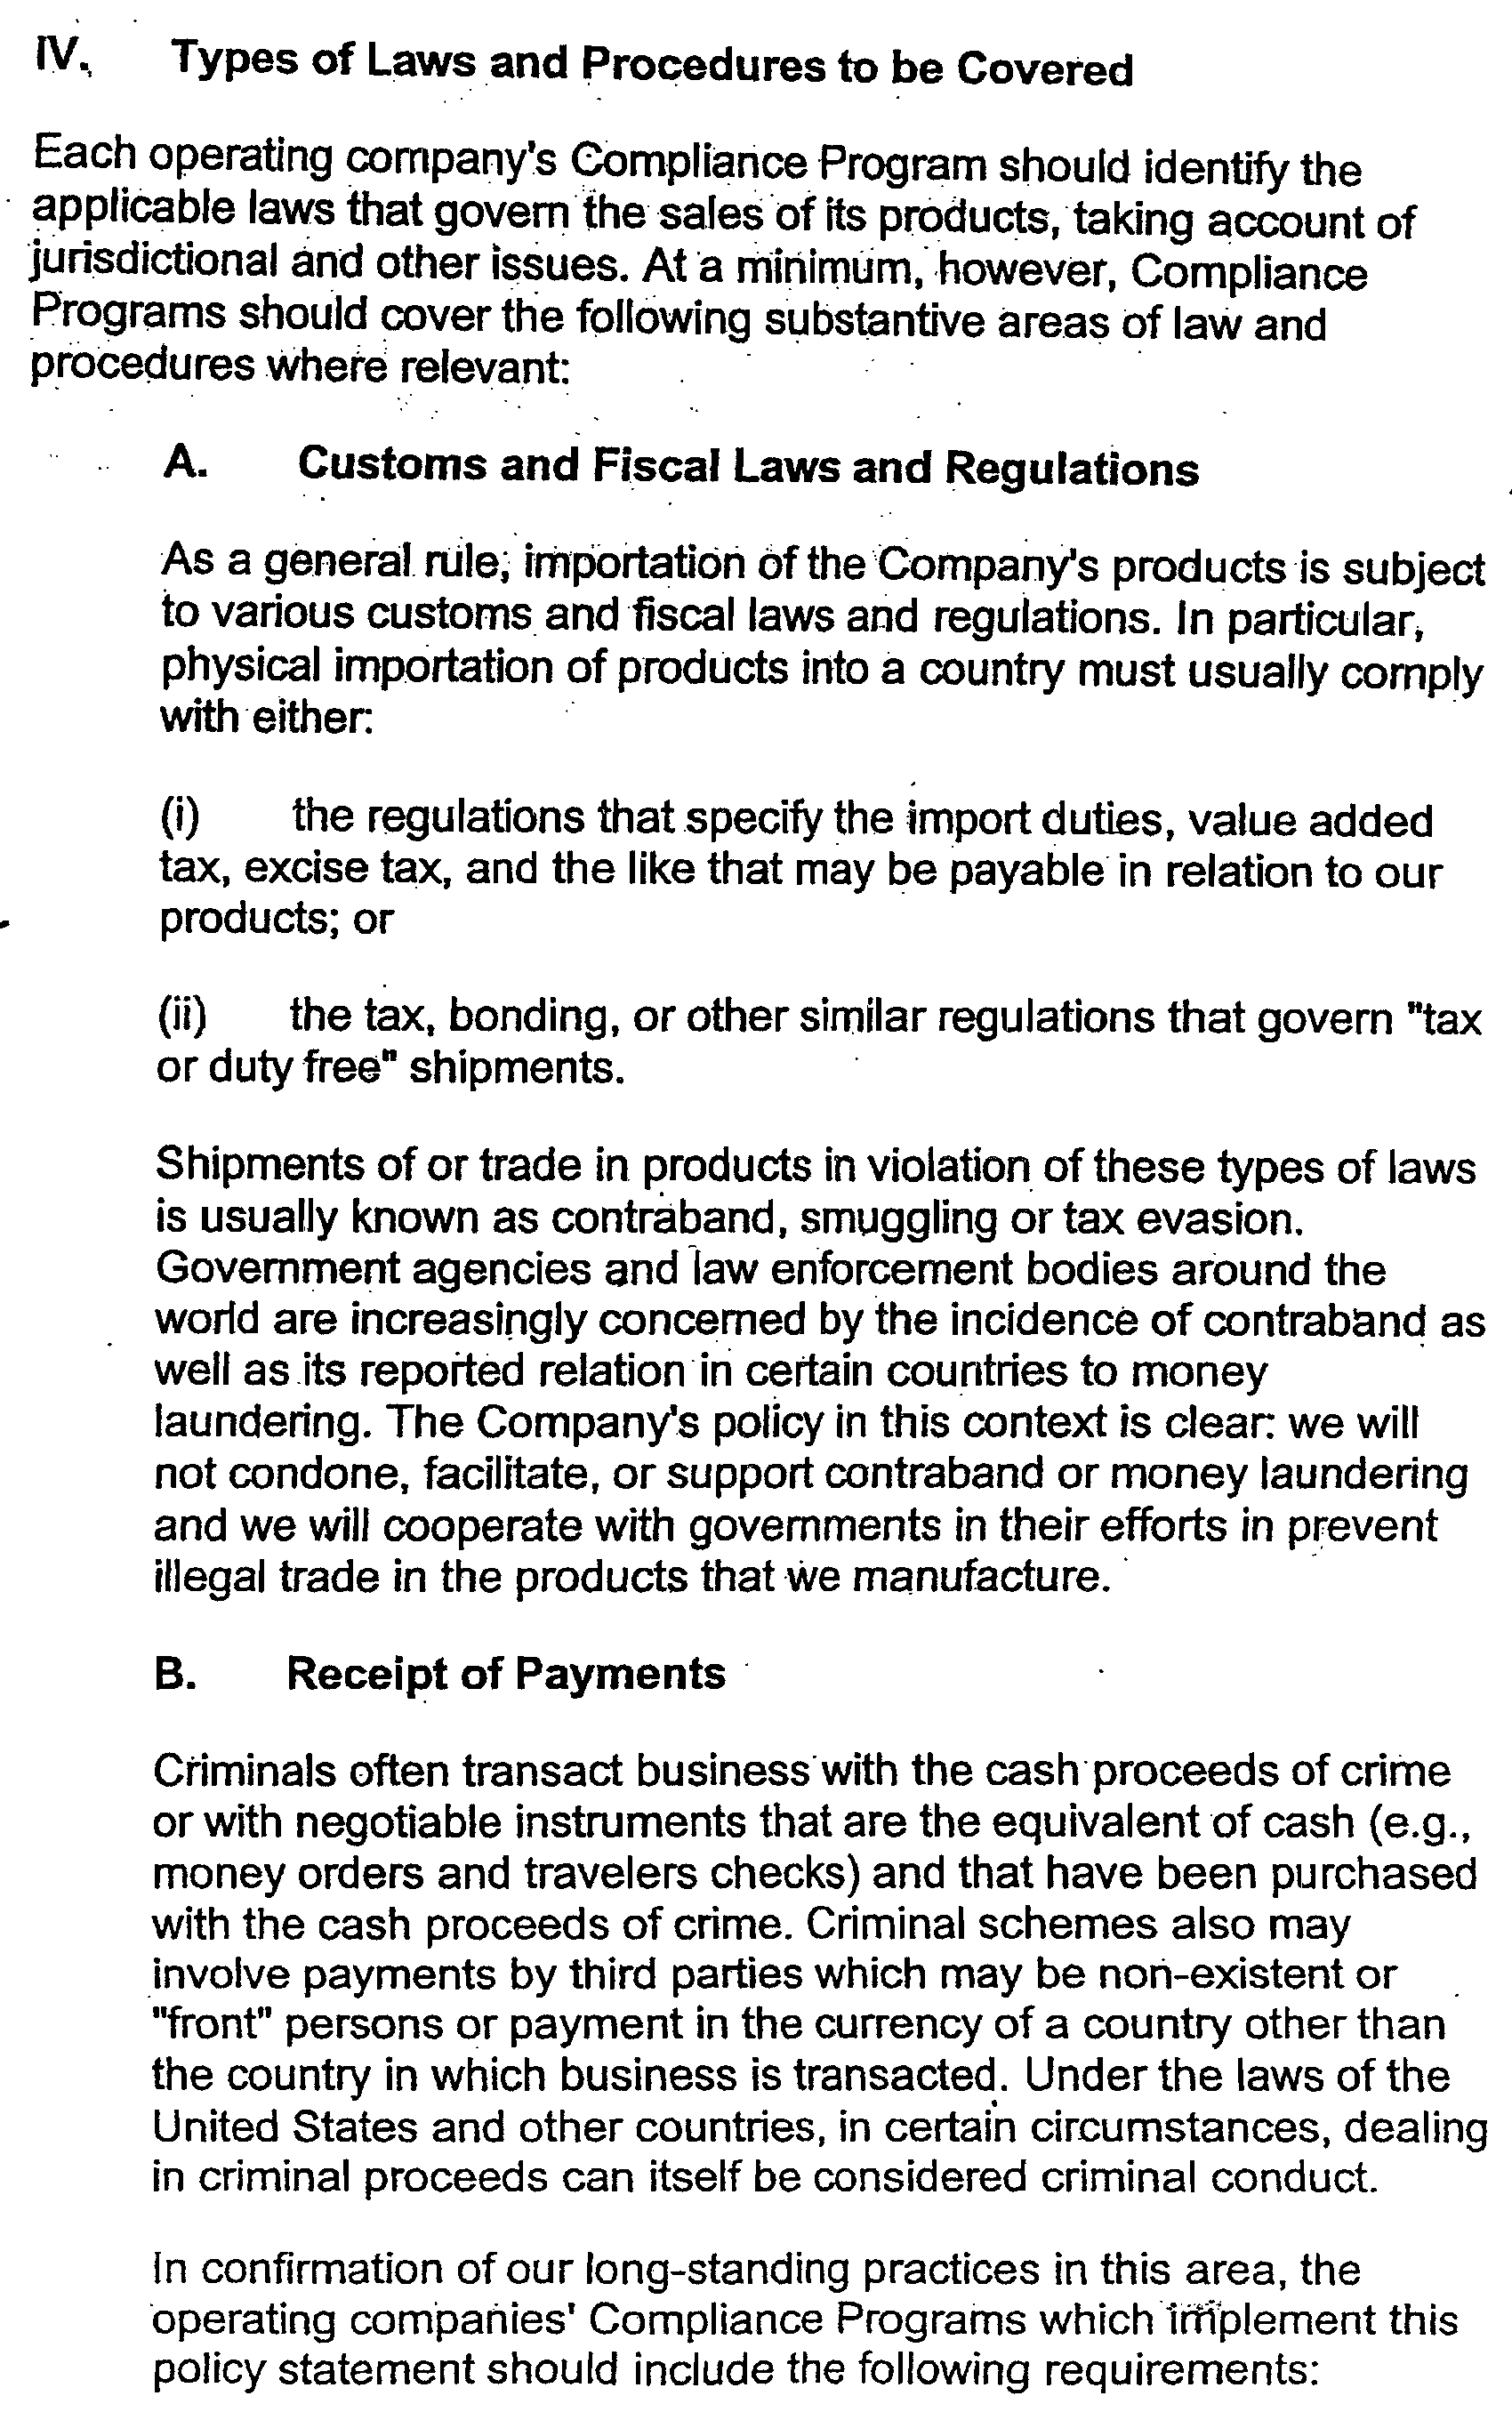 IV. Types of Laws and Procedures to be Covered
Each operating company's Compliance Program should identify the
applicable laws that govern the sales of its products, taking account of
jurisdictional and other issues. At a minimum, however, Compliance
Programs should cover the following substantive areas of law and
procedures where relevant:
A. Customs and Fiscal Laws and Regulations
As a general rule, importation of the Company's products is subject
to various customs and fiscal laws and regulations. In particular,
physical importation of products into a country must usually comply
with either:
(i) the regulations that specify the import duties, value added
tax, excise tax, and the like that may be payable in relation to our
products; or
(ii) the tax, bonding, or other similar regulations that govern "tax
or duty free" shipments.
Shipments of or trade in products in violation of these types of laws
is usually known as contraband, smuggling or tax evasion.
Government agencies and law enforcement bodies around the
world are increasingly concerned by the incidence of contraband as
well as its reported relation in certain countries to money
laundering. The Company's policy in this context is clear: we will
not condone, facilitate, or support contraband or money laundering
and we will cooperate with governments in their efforts in prevent
illegal trade in the products that we manufacture.
B. Receipt of Payments
Criminals often transact business with the cash proceeds of crime
or with negotiable instruments that are the equivalent of cash (e.g.,
money orders and travelers checks) and that have been purchased
with the cash proceeds of crime. Criminal schemes also may
involve payments by third parties which may be non-existent or
"front" persons or payment in the currency of a country other than
the country in which business is transacted. Under the laws of the
United States and other countries, in certain circumstances, dealing
in criminal proceeds can itself be considered criminal conduct.
In confirmation of our long-standing practices in this area, the
operating companies' Compliance Programs which implement this
policy statement should include the following requirements: